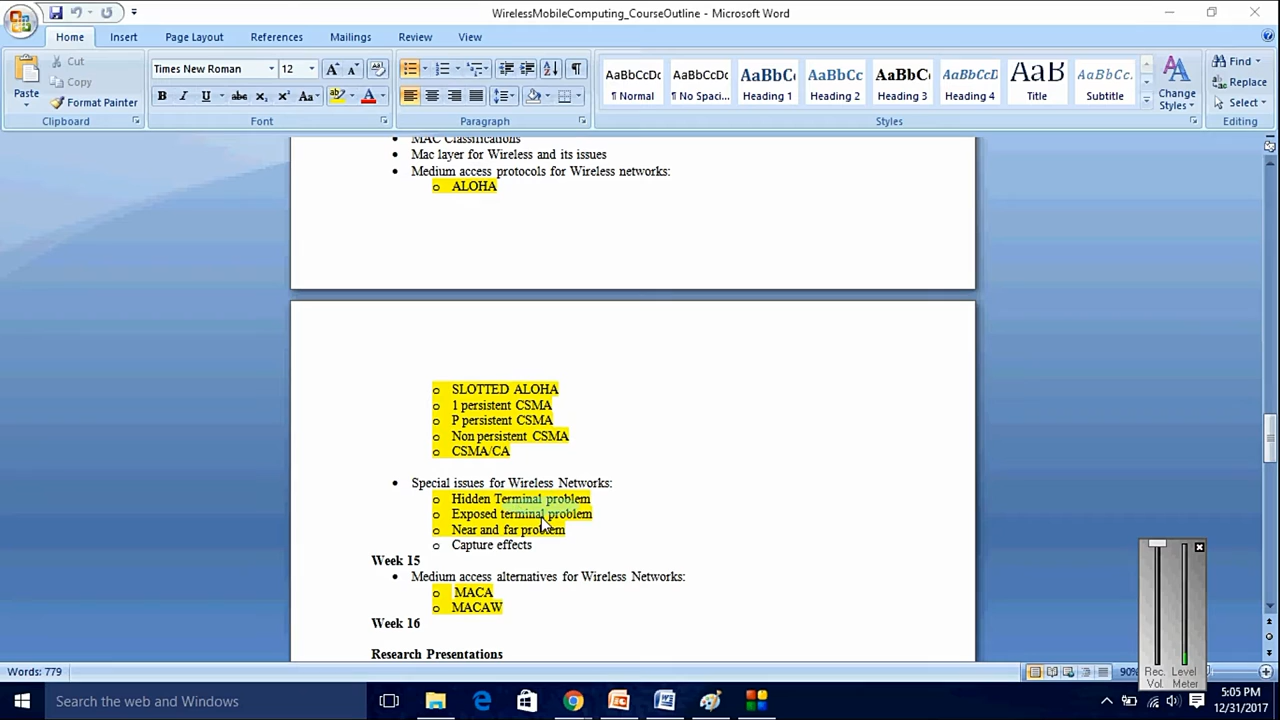 WirelessMobileComputing_CourseOutline - Microsoft Word
Home Insert Page Layout References Mailings Review View
Paste
Cut
Copy
Format Painter
Clipboard
Times New Roman 12
B I U abc x₂ x² Aa
Font
Paragraph
AaBbCcDc AaBbCcDc AaBbC AaBbCc AaBbC AaBbCcD AaBb AaBbCc.
¶ Normal ¶ No Spaci... Heading 1 Heading 2 Heading 3 Heading 4 Title Subtitle
Change Styles
Styles
Find
Replace
Select
Editing
• MAC Classifications
• Mac layer for Wireless and its issues
• Medium access protocols for Wireless networks:
o ALOHA
o SLOTTED ALOHA
o 1 persistent CSMA
o P persistent CSMA
o Non persistent CSMA
o CSMA/CA
• Special issues for Wireless Networks:
o Hidden Terminal problem
o Exposed terminal problem
o Near and far problem
o Capture effects
Week 15
• Medium access alternatives for Wireless Networks:
o MACA
o MACAW
Week 16
Research Presentations
Rec. Vol
Level Meter
Words: 779
90%
Search the web and Windows
5:05 PM
12/31/2017